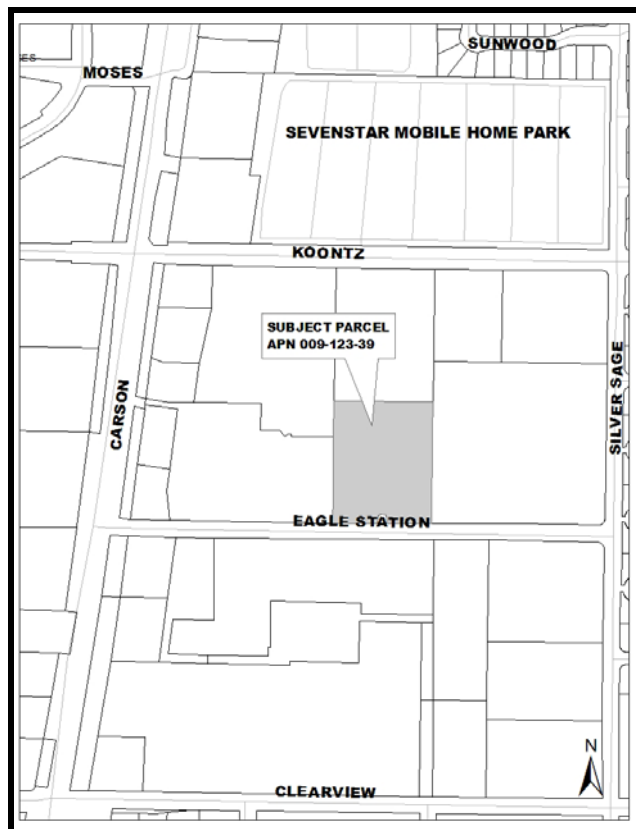 SUNWOOD
MOSES
SEVENSTAR MOBILE HOME PARK
KOONTZ
SUBJECT PARCEL
APN 009-123-39
CARSON
SILVER SAGE
EAGLE STATION
N
CLEARVIEW